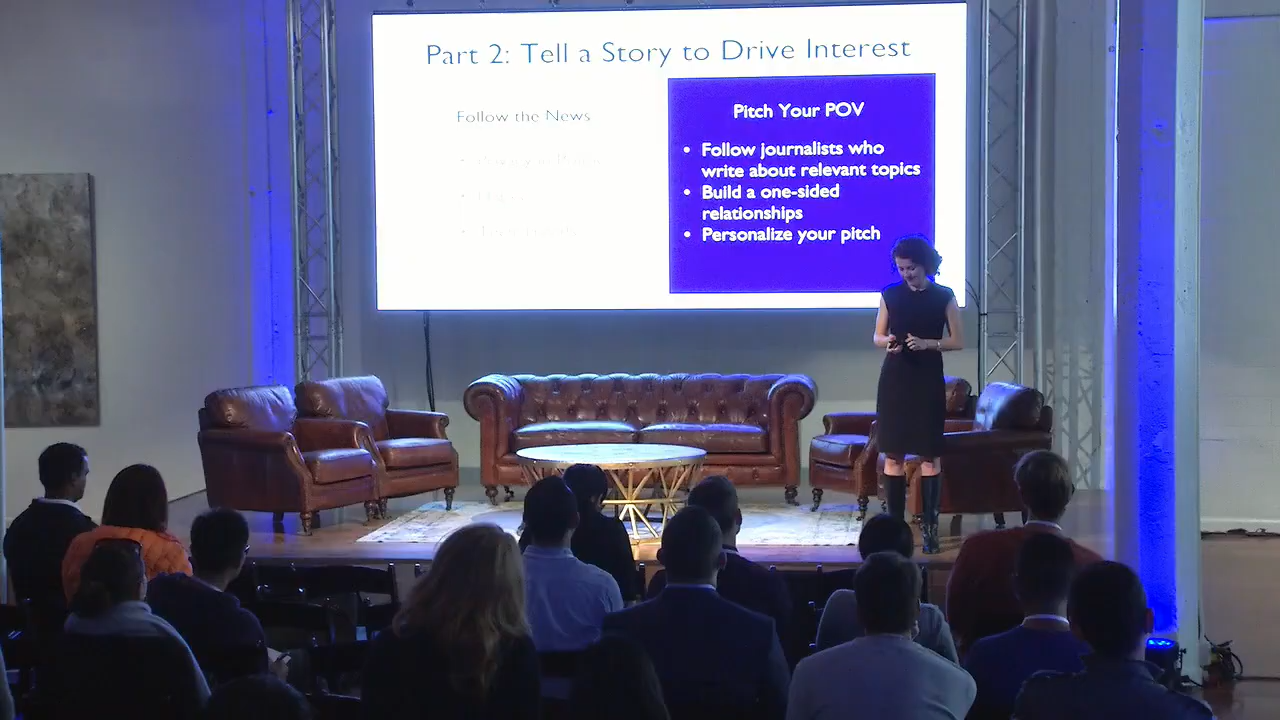 Part 2: Tell a Story to Drive Interest
Follow the News
Pitch Your POV
• Follow journalists who
write about relevant topics
• Build a one-sided
relationships
• Personalize your pitch